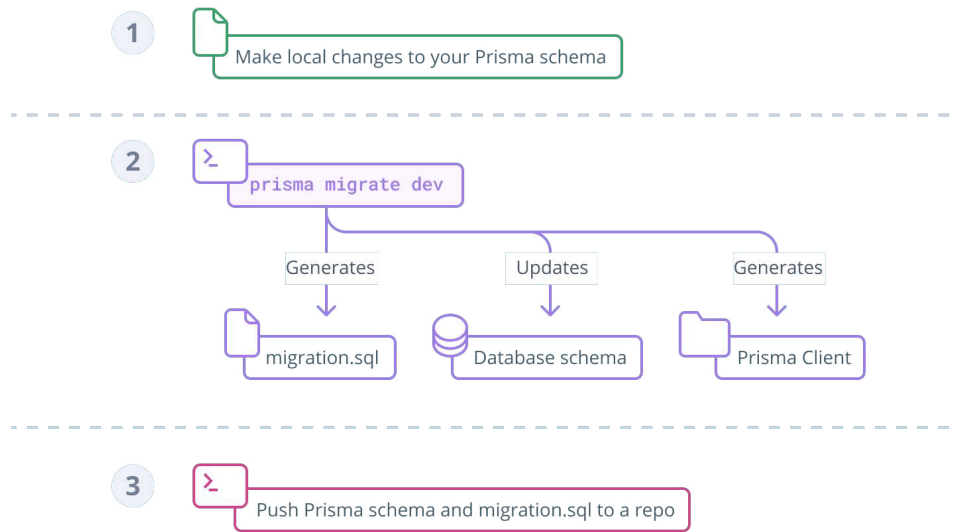 1
Make local changes to your Prisma schema
2
>_
prisma migrate dev
Generates
Updates
Generates
migration.sql
Database schema
Prisma Client
3
>_
Push Prisma schema and migration.sql to a repo